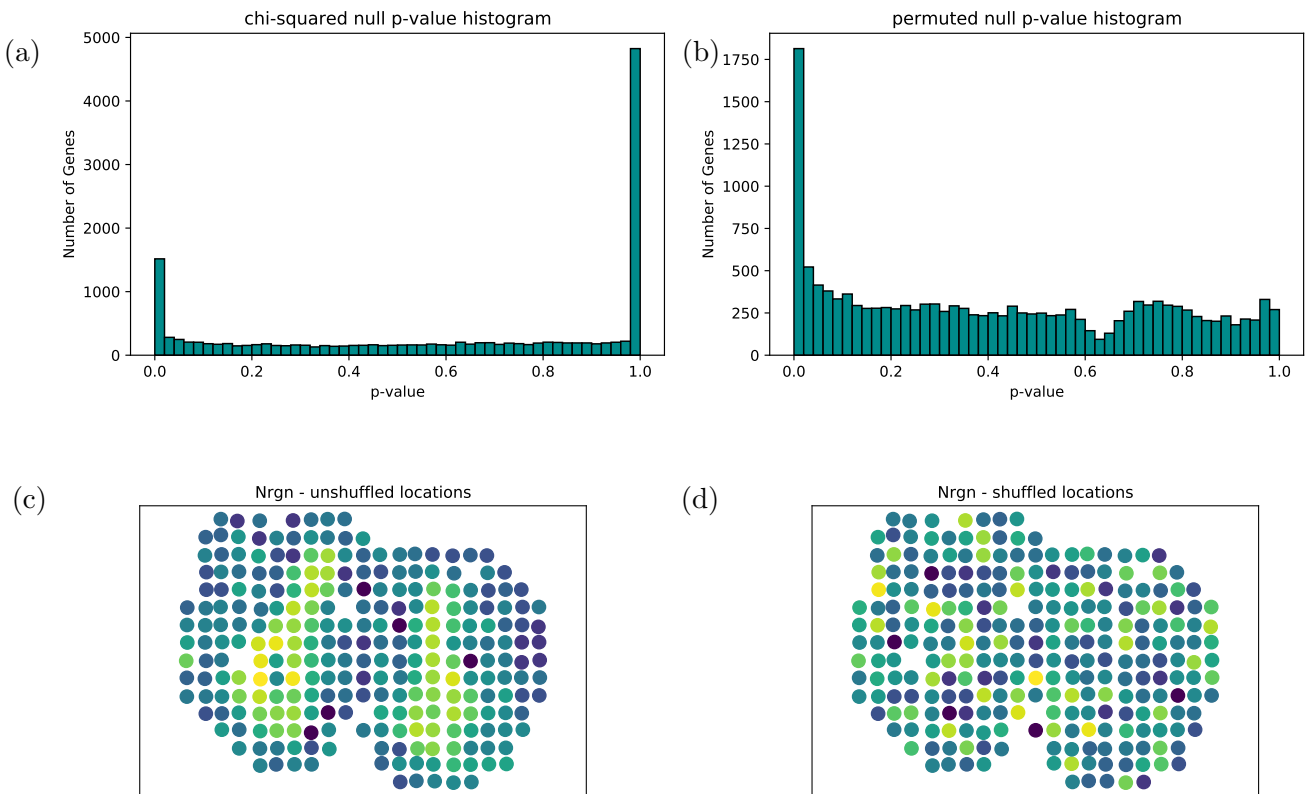 (a)
chi-squared null p-value histogram
Number of Genes
5000
4000
3000
2000
1000
0
0.0 0.2 0.4 0.6 0.8 1.0
p-value
(b)
permuted null p-value histogram
Number of Genes
1750
1500
1250
1000
750
500
250
0
0.0 0.2 0.4 0.6 0.8 1.0
p-value
(c)
Nrgn - unshuffled locations
(d)
Nrgn - shuffled locations